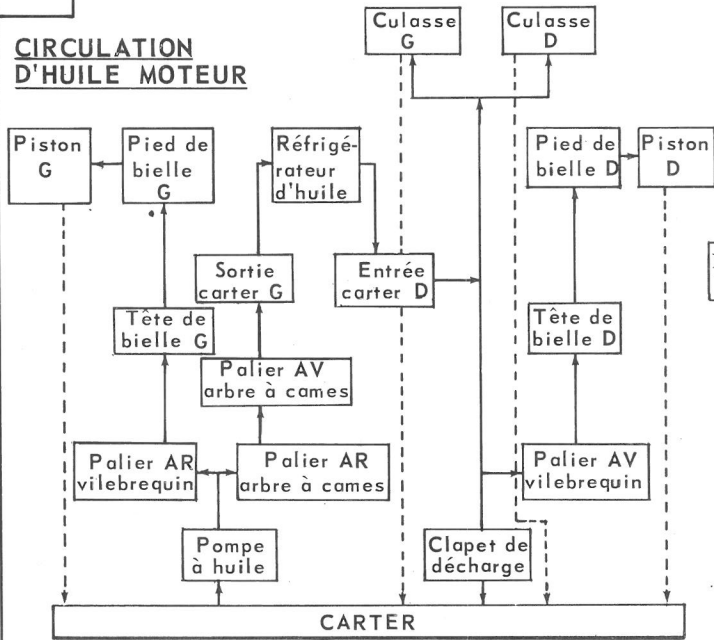 CIRCULATION
D'HUILE MOTEUR
Culasse
G
Culasse
D
Piston
G
Pied de
bielle
G
Réfrigé-
rateur
d'huile
Pied de
bielle D
Piston
D
Sortie
carter G
Entrée
carter D
Tête de
bielle G
Tête de
bielle D
Palier AV
arbre à cames
Palier AR
vilebrequin
Palier AR
arbre à cames
Palier AV
vilebrequin
Pompe
à huile
Clapet de
décharge
CARTER